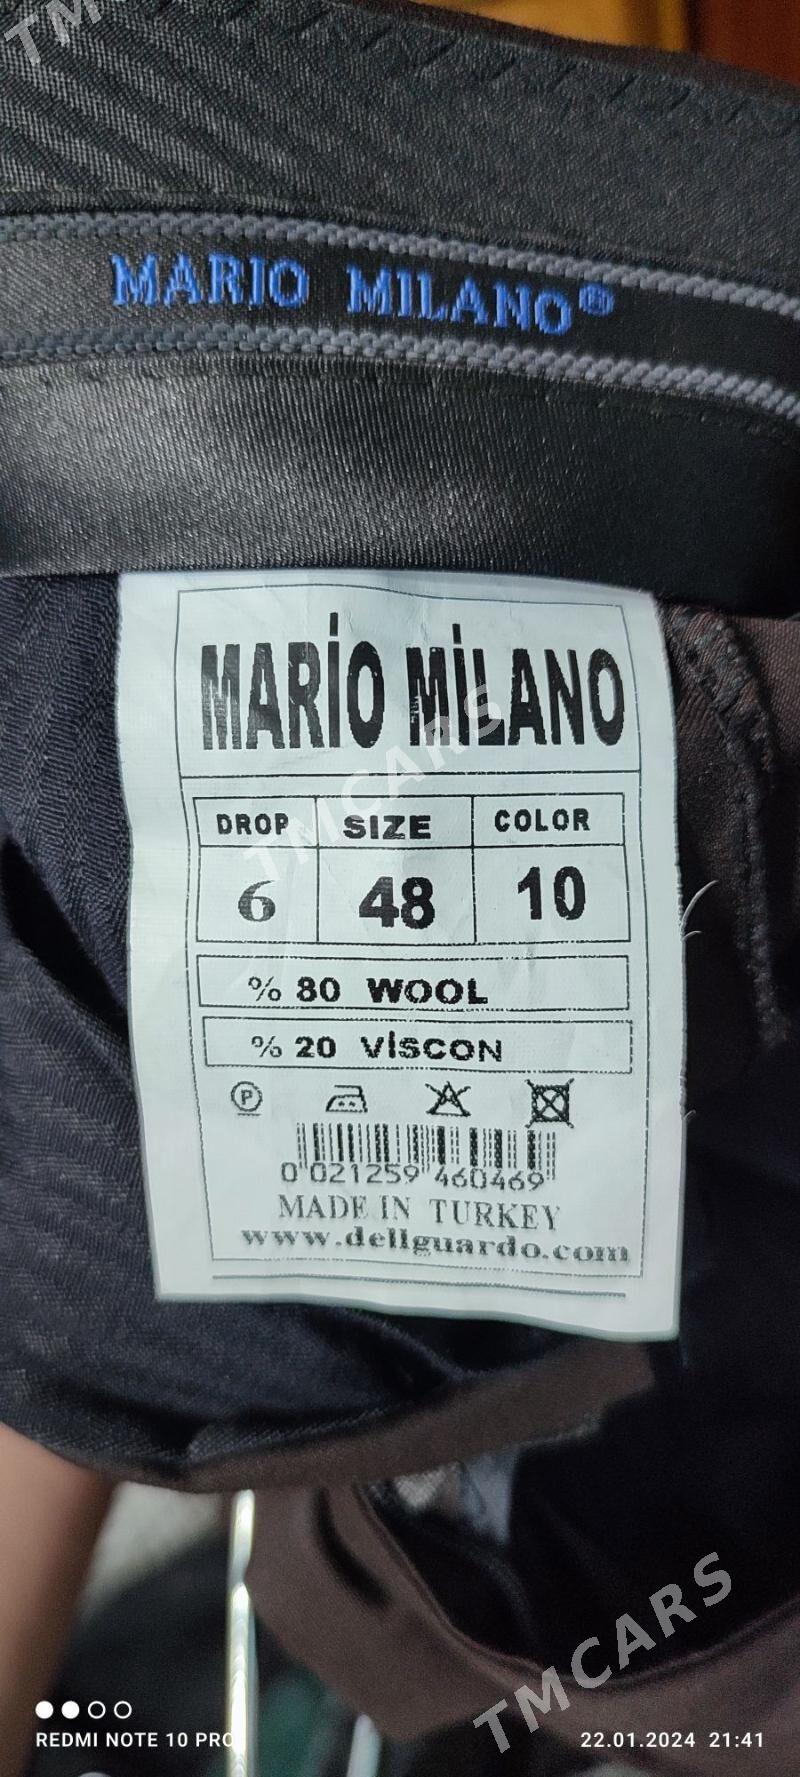 TMCARS
MARIO MILANO®
MARİO MİLANO
TMCARS
DROP SIZE COLOR
6 48 10
% 80 WOOL
% 20 VİSCON
P
0 021259 460469
MADE IN TURKEY
www.dellguardo.com
TMCARS
REDMI NOTE 10 PRO
22.01.2024 21:41